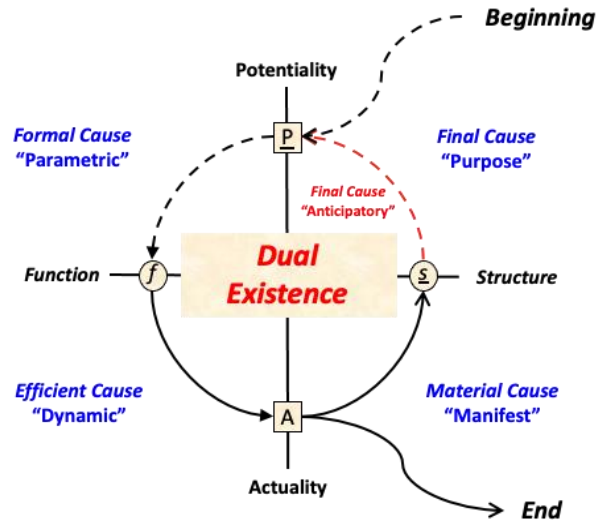 Beginning
Potentiality
Formal Cause
“Parametric”
P
Final Cause
“Purpose”
Final Cause
“Anticipatory”
Function
f
Dual
Existence
s
Structure
Efficient Cause
“Dynamic”
A
Material Cause
“Manifest”
Actuality
End